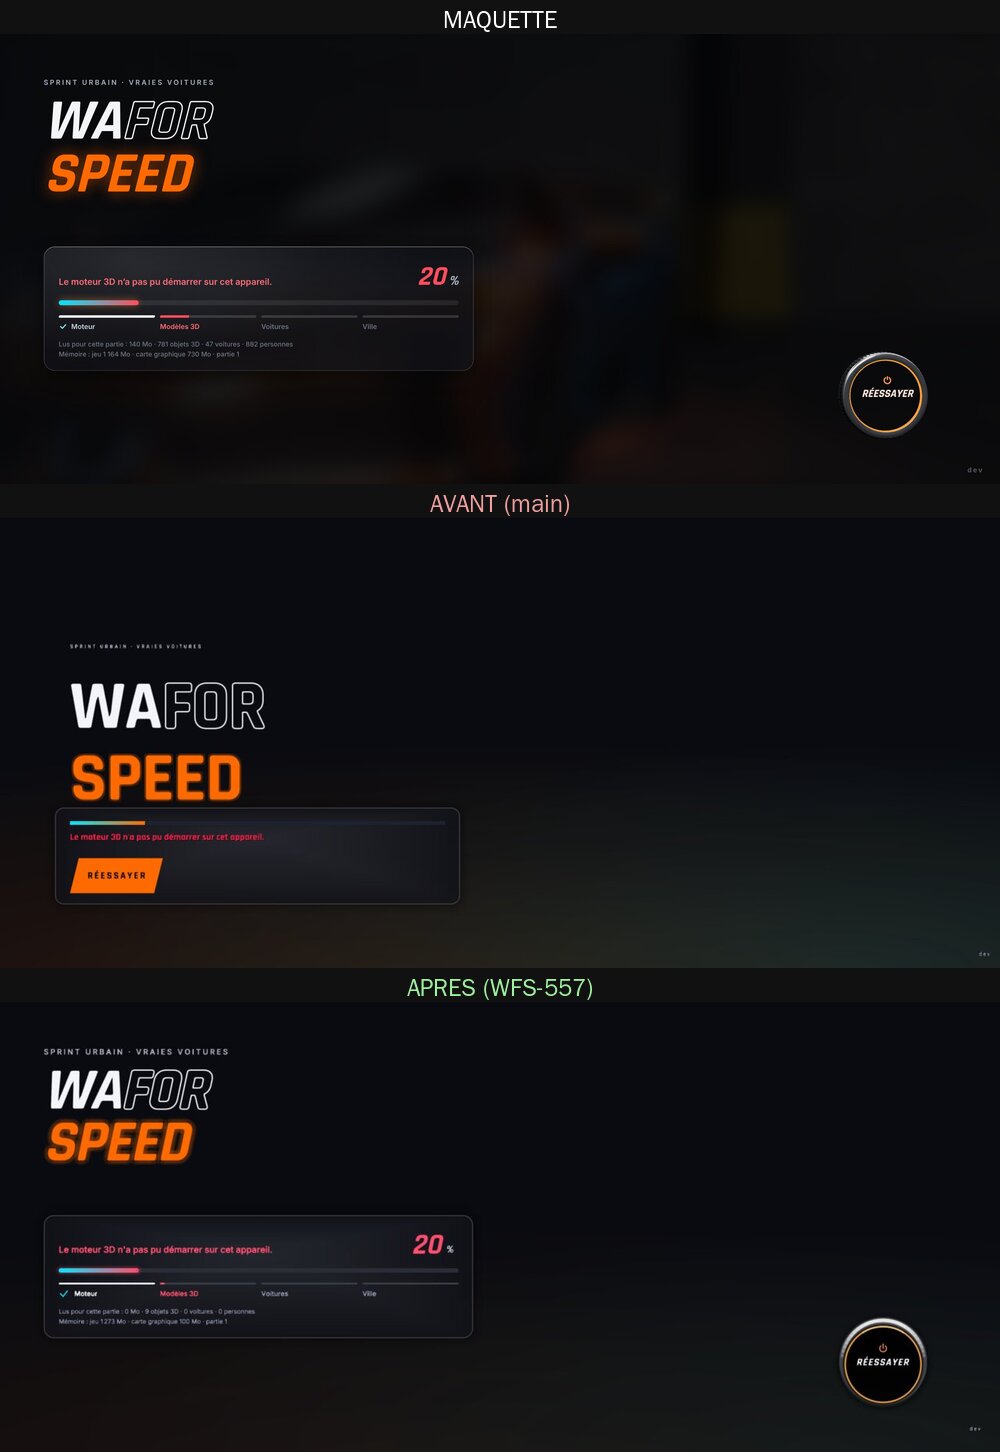 MAQUETTE
SPRINT URBAIN · VRAIES VOITURES
WAFOR
SPEED
Le moteur 3D n'a pas pu démarrer sur cet appareil.
20 %
Moteur
Modèles 3D
Voitures
Ville
Lus pour cette partie : 140 Mo · 781 objets 3D · 47 voitures · 882 personnes
Mémoire : jeu 1 164 Mo · carte graphique 730 Mo · partie 1
RÉESSAYER
dev
AVANT (main)
SPRINT URBAIN · VRAIES VOITURES
WAFOR
SPEED
Le moteur 3D n'a pas pu démarrer sur cet appareil.
RÉESSAYER
dev
APRES (WFS-557)
SPRINT URBAIN · VRAIES VOITURES
WAFOR
SPEED
Le moteur 3D n'a pas pu démarrer sur cet appareil.
20 %
Moteur
Modèles 3D
Voitures
Ville
Lus pour cette partie : 0 Mo · 9 objets 3D · 0 voitures · 0 personnes
Mémoire : jeu 1 273 Mo · carte graphique 100 Mo · partie 1
RÉESSAYER
dev